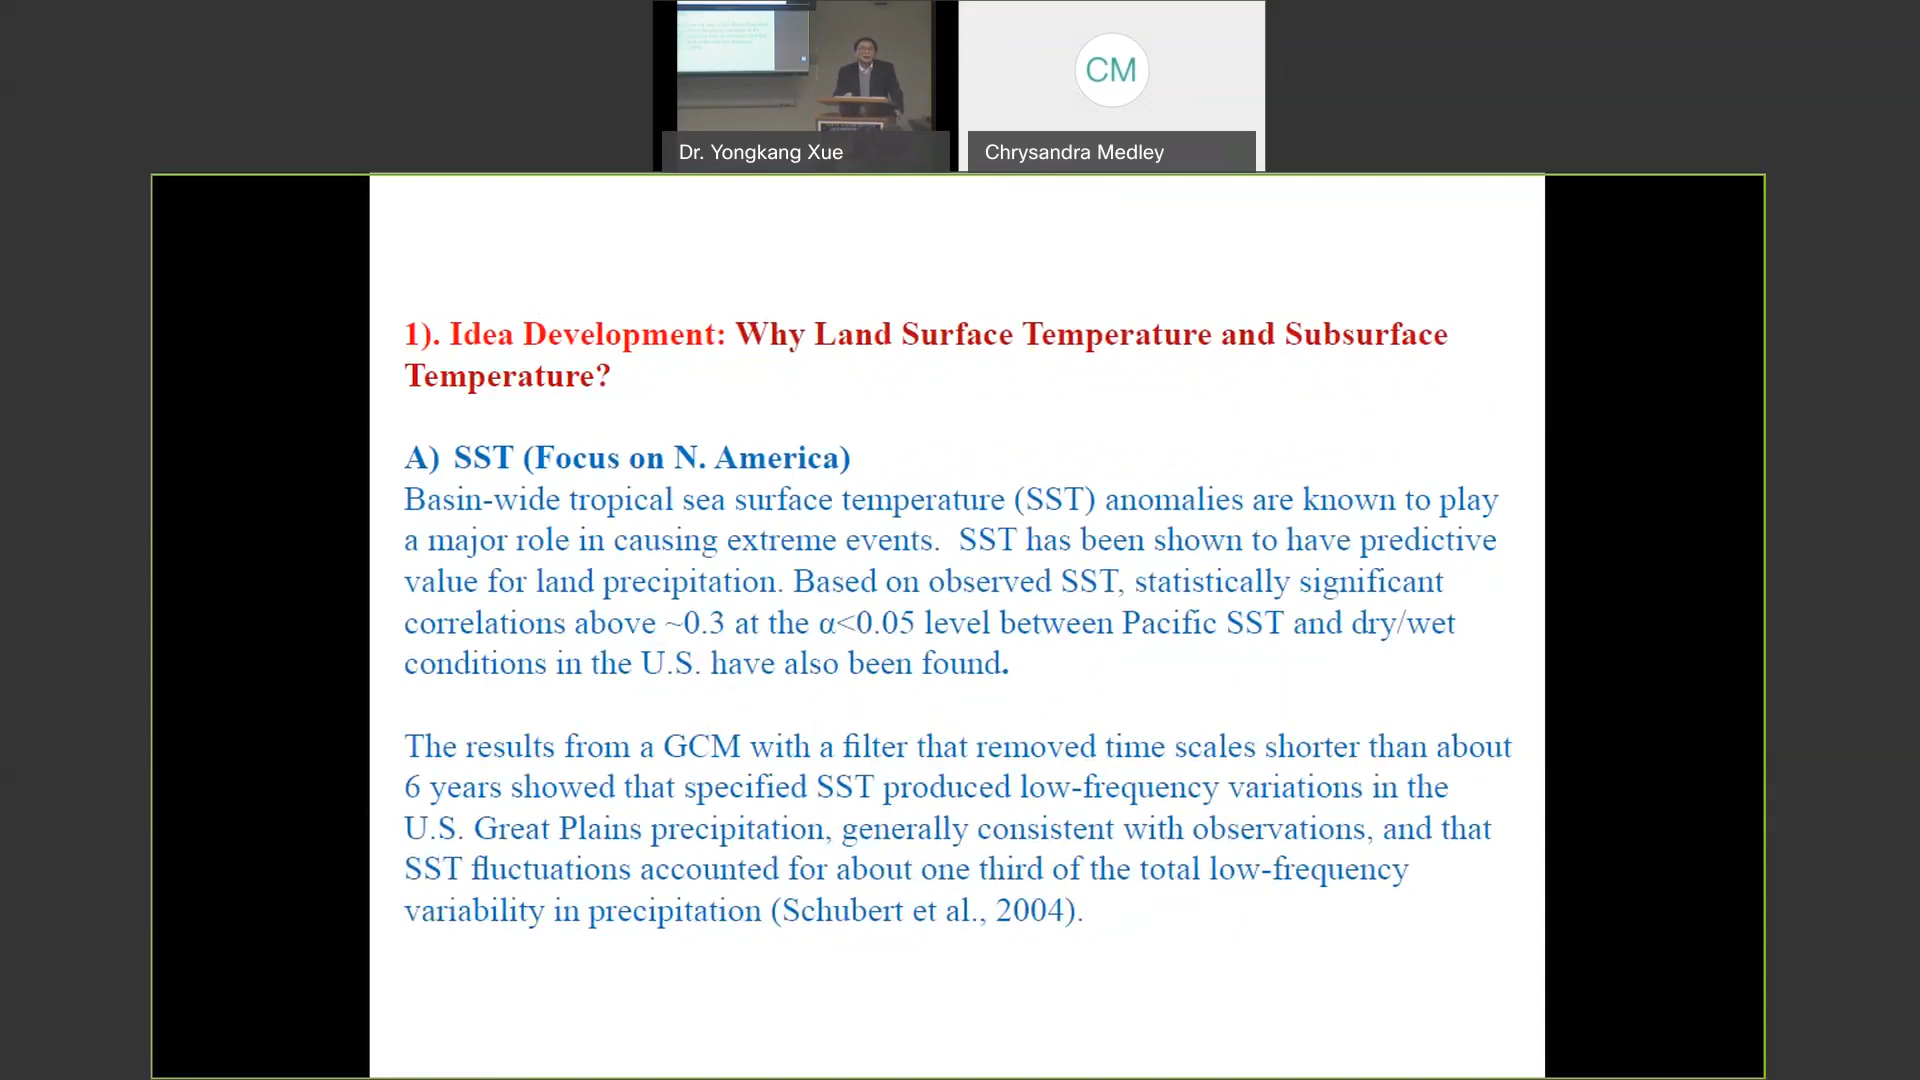 CM
Dr. Yongkang Xue
Chrysandra Medley
1). Idea Development: Why Land Surface Temperature and Subsurface
Temperature?
A) SST (Focus on N. America)
Basin-wide tropical sea surface temperature (SST) anomalies are known to play
a major role in causing extreme events. SST has been shown to have predictive
value for land precipitation. Based on observed SST, statistically significant
correlations above ~0.3 at the α<0.05 level between Pacific SST and dry/wet
conditions in the U.S. have also been found.
The results from a GCM with a filter that removed time scales shorter than about
6 years showed that specified SST produced low-frequency variations in the
U.S. Great Plains precipitation, generally consistent with observations, and that
SST fluctuations accounted for about one third of the total low-frequency
variability in precipitation (Schubert et al., 2004).